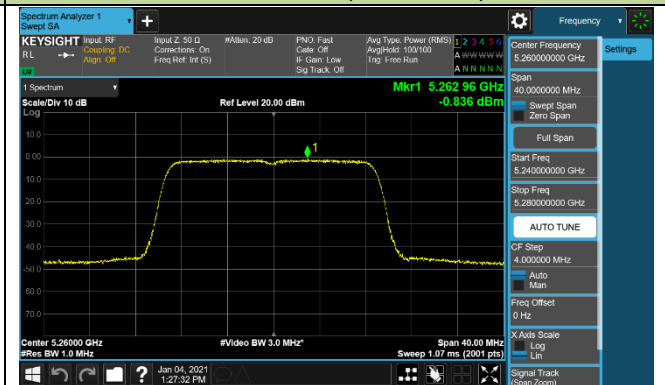 Spectrum Analyzer 1
Swept SA
+
Frequency
KEYSIGHT
RL
LM
Input: RF
Coupling: DC
Align: Off
Input Z: 50 Ω
Corrections: On
Freq Ref: Int (S)
#Atten: 20 dB
PNO: Fast
Gate: Off
IF Gain: Low
Sig Track: Off
Avg Type: Power (RMS)
Avg|Hold: 100/100
Trig: Free Run
1 2 3 4 5 6
A W W W W W
A N N N N N
Center Frequency
5.260000000 GHz
Settings
Span
40.0000000 MHz
Swept Span
Zero Span
Full Span
Start Freq
5.240000000 GHz
Stop Freq
5.280000000 GHz
AUTO TUNE
CF Step
4.000000 MHz
Auto
Man
Freq Offset
0 Hz
X Axis Scale
Log
Lin
Signal Track
(Span Zoom)
1 Spectrum
Scale/Div 10 dB
Log
Ref Level 20.00 dBm
Mkr1 5.262 96 GHz
-0.836 dBm
10.0
0.00
1
-10.0
-20.0
-30.0
-40.0
-50.0
-60.0
-70.0
Center 5.26000 GHz
#Res BW 1.0 MHz
#Video BW 3.0 MHz*
Span 40.00 MHz
Sweep 1.07 ms (2001 pts)
?
Jan 04, 2021
1:27:32 PM